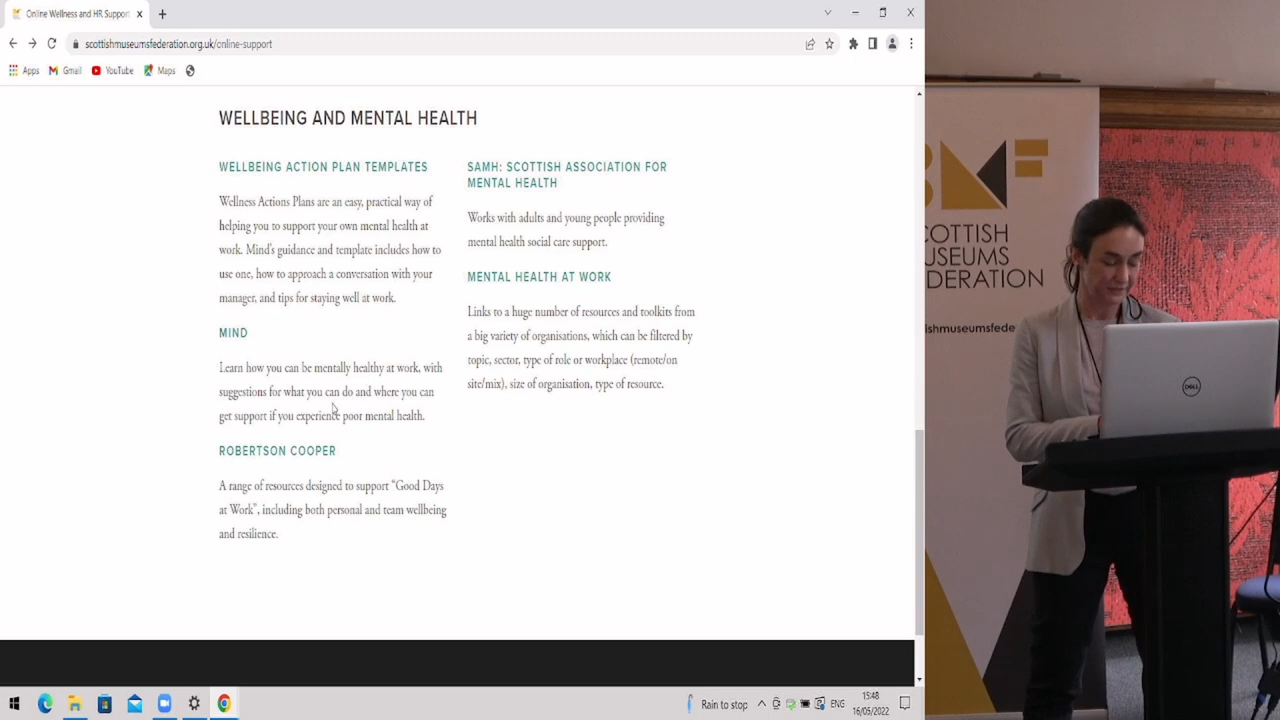 Online Wellness and HR Support
scottishmuseumsfederation.org.uk/online-support
Apps
Gmail
YouTube
Maps
WELLBEING AND MENTAL HEALTH
WELLBEING ACTION PLAN TEMPLATES
Wellness Actions Plans are an easy, practical way of
helping you to support your own mental health at
work. Mind's guidance and template includes how to
use one, how to approach a conversation with your
manager, and tips for staying well at work.
MIND
Learn how you can be mentally healthy at work, with
suggestions for what you can do and where you can
get support if you experience poor mental health.
ROBERTSON COOPER
A range of resources designed to support “Good Days
at Work”, including both personal and team wellbeing
and resilience.
SAMH: SCOTTISH ASSOCIATION FOR
MENTAL HEALTH
Works with adults and young people providing
mental health social care support.
MENTAL HEALTH AT WORK
Links to a huge number of resources and toolkits from
a big variety of organisations, which can be filtered by
topic, sector, type of role or workplace (remote/on
site/mix), size of organisation, type of resource.
MF
COTTISH
USEUMS
DERATION
ishmuseumsfede
DELL
Rain to stop
ENG
15:48
16/05/2022